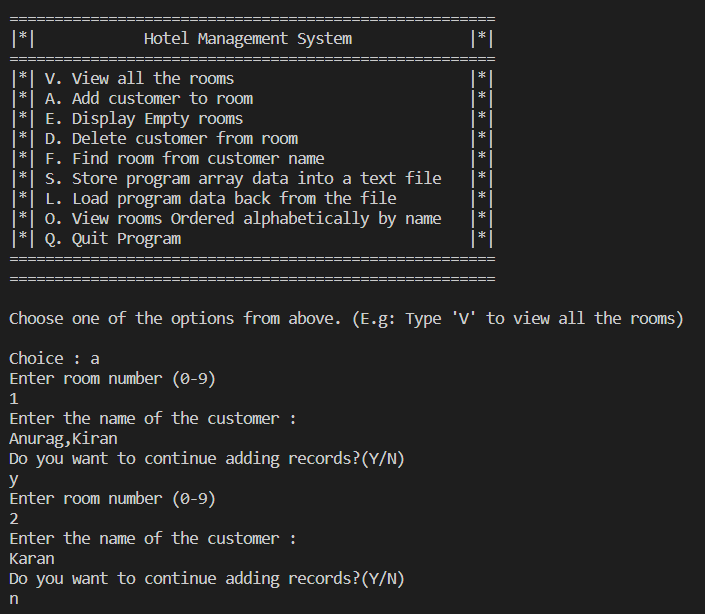 ======================================================
|*|            Hotel Management System             |*|
======================================================
|*| V. View all the rooms                          |*|
|*| A. Add customer to room                        |*|
|*| E. Display Empty rooms                         |*|
|*| D. Delete customer from room                   |*|
|*| F. Find room from customer name                |*|
|*| S. Store program array data into a text file   |*|
|*| L. Load program data back from the file        |*|
|*| O. View rooms Ordered alphabetically by name   |*|
|*| Q. Quit Program                                |*|
======================================================
======================================================
Choose one of the options from above. (E.g: Type 'V' to view all the rooms)
Choice : a
Enter room number (0-9)
1
Enter the name of the customer :
Anurag,Kiran
Do you want to continue adding records?(Y/N)
y
Enter room number (0-9)
2
Enter the name of the customer :
Karan
Do you want to continue adding records?(Y/N)
n